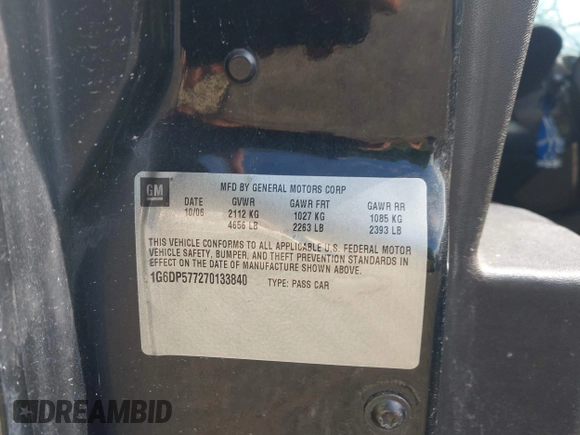 GM
MFD BY GENERAL MOTORS CORP
DATE GVWR GAWR FRT GAWR RR
10/05 2112 KG 1027 KG 1085 KG
4656 LB 2263 LB 2393 LB
THIS VEHICLE CONFORMS TO ALL APPLICABLE U.S. FEDERAL MOTOR
VEHICLE SAFETY, BUMPER, AND THEFT PREVENTION STANDARDS IN
EFFECT ON THE DATE OF MANUFACTURE SHOWN ABOVE.
1G6DP577270133840 TYPE: PASS CAR
DREAMBID